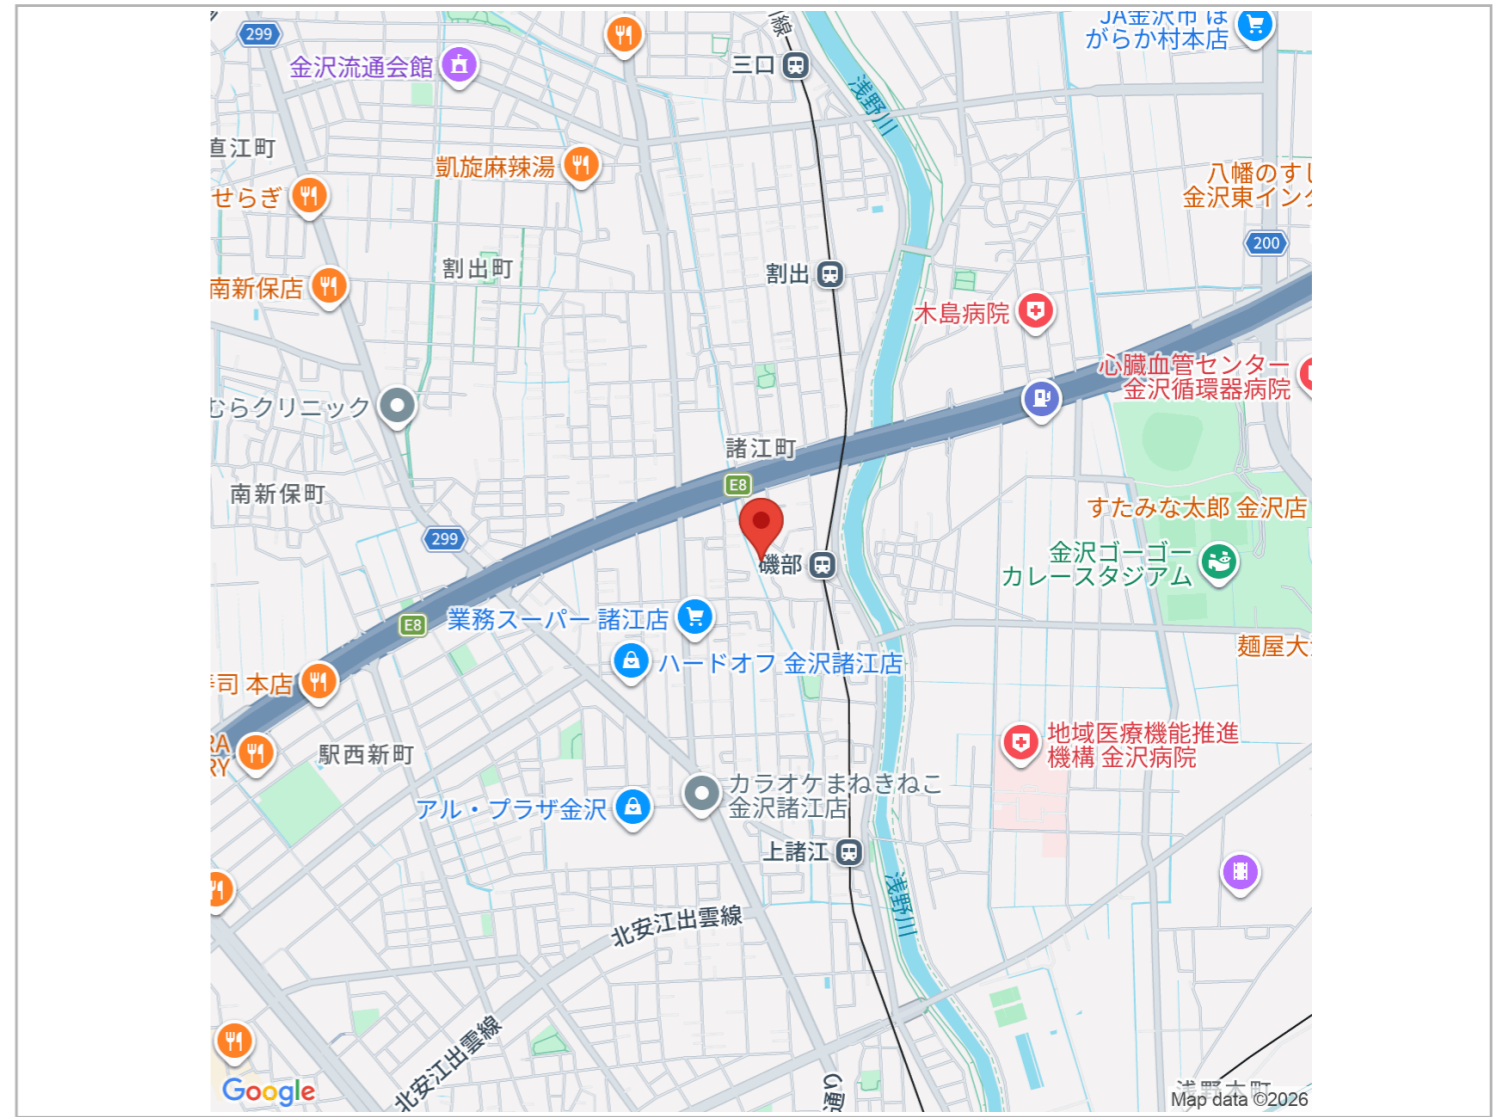 299
金沢流通会館
三口
浅野川
JA金沢市 ほ
がらか村本店
直江町
凱旋麻辣湯
せらぎ
八幡のすし
金沢東インタ
200
割出町
割出
南新保店
木島病院
心臓血管センター
金沢循環器病院
むらクリニック
諸江町
E8
南新保町
すたみな太郎 金沢店
299
磯部
金沢ゴーゴー
カレースタジアム
E8
業務スーパー 諸江店
麺屋大
ハードオフ 金沢諸江店
司 本店
RA
RY
駅西新町
地域医療機能推進
機構 金沢病院
カラオケまねきねこ
金沢諸江店
アル・プラザ金沢
上諸江
浅野川
北安江出雲線
北安江出雲線
通り
浅野本町
Google
Map data ©2026